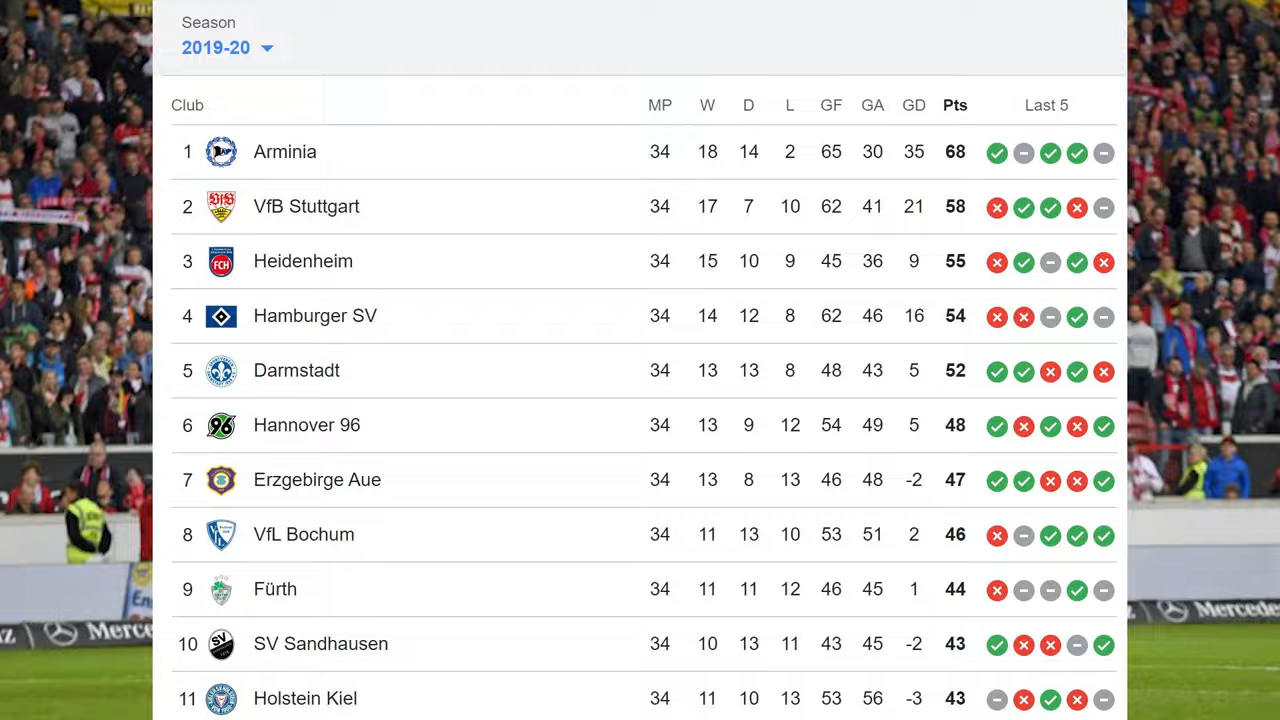 Season
2019-20
Club MP W D L GF GA GD Pts Last 5
1 Arminia 34 18 14 2 65 30 35 68
2 VfB Stuttgart 34 17 7 10 62 41 21 58
3 FCH Heidenheim 34 15 10 9 45 36 9 55
4 Hamburger SV 34 14 12 8 62 46 16 54
5 Darmstadt 34 13 13 8 48 43 5 52
6 96 Hannover 96 34 13 9 12 54 49 5 48
7 Erzgebirge Aue 34 13 8 13 46 48 -2 47
8 VfL Bochum 34 11 13 10 53 51 2 46
9 Fürth 34 11 11 12 46 45 1 44
10 SV SV Sandhausen 34 10 13 11 43 45 -2 43
11 Holstein Kiel 34 11 10 13 53 56 -3 43
Merce
Mercedes